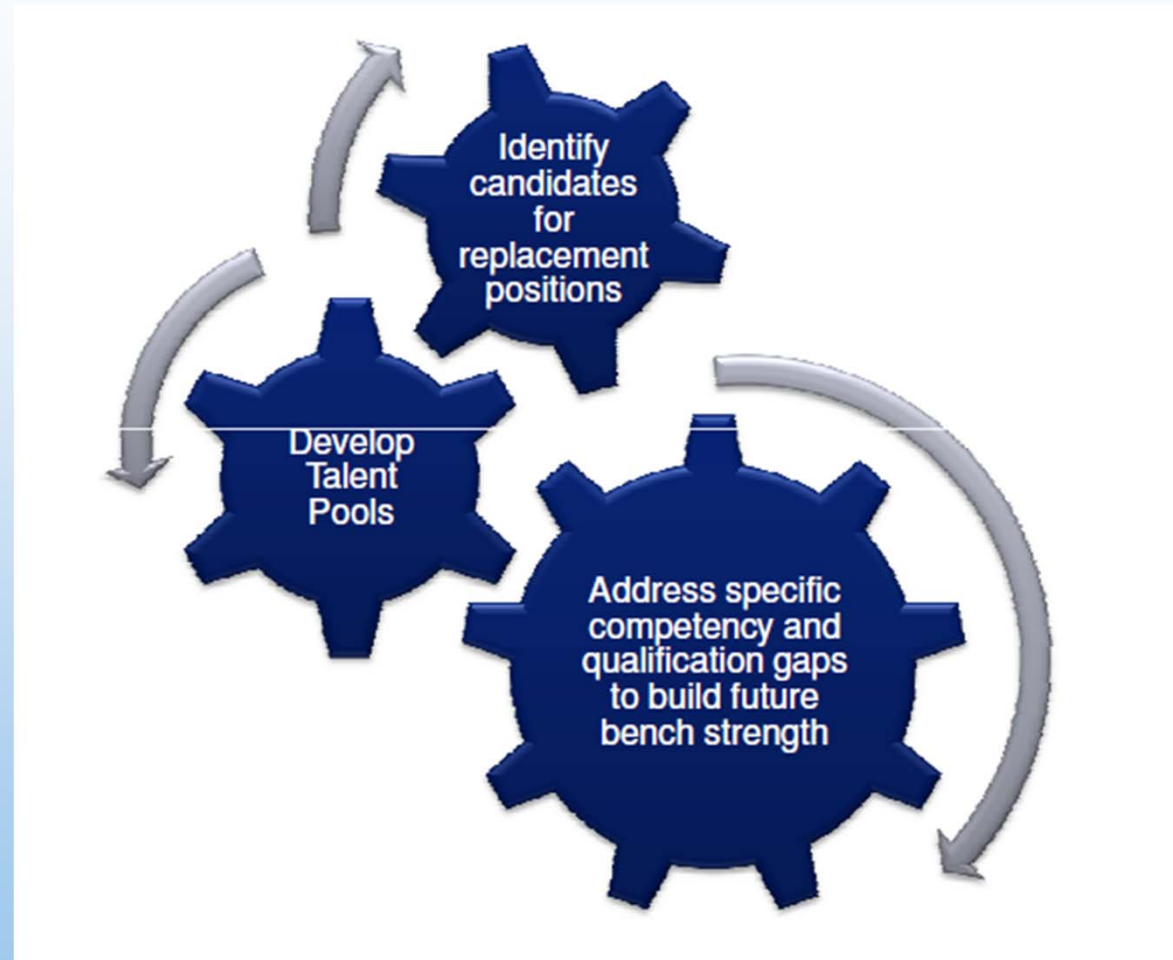 Identify
candidates
for
replacement
positions
Develop
Talent
Pools
Address specific
competency and
qualification gaps
to build future
bench strength